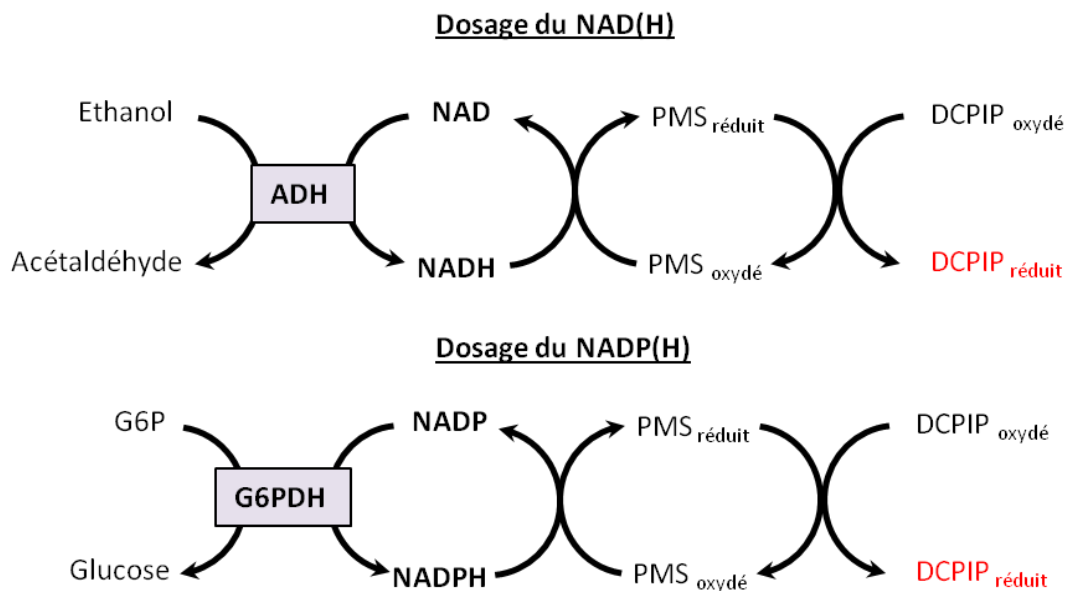 Dosage du NAD(H)
Ethanol NAD PMS réduit DCPIP oxydé
ADH
Acétaldéhyde NADH PMS oxydé DCPIP réduit
Dosage du NADP(H)
G6P NADP PMS réduit DCPIP oxydé
G6PDH
Glucose NADPH PMS oxydé DCPIP réduit